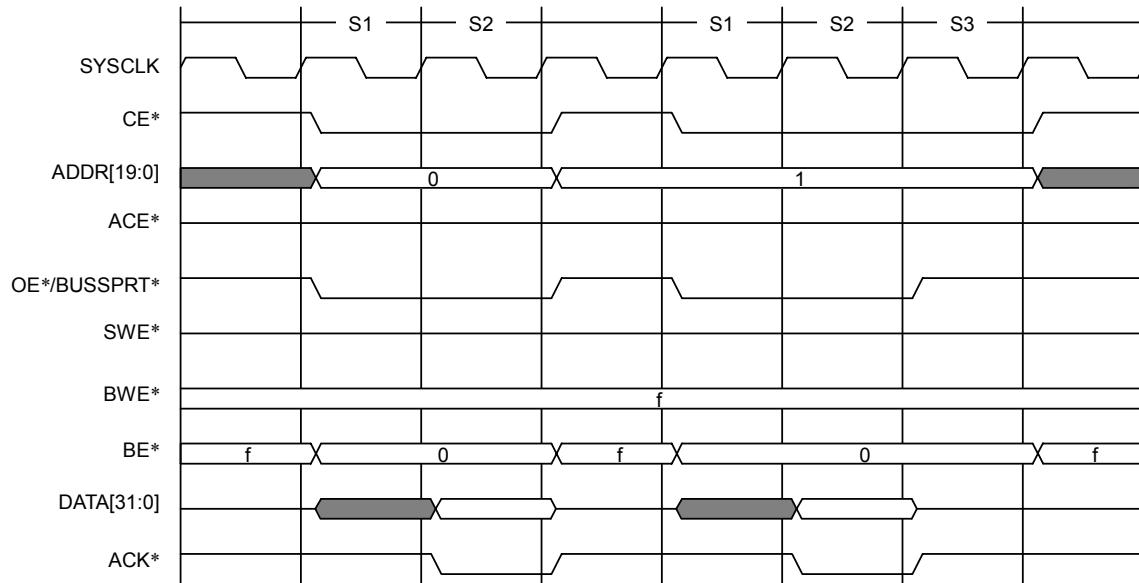 S1 S2 S1 S2 S3
SYSCLK
CE*
ADDR[19:0] 0 1
ACE*
OE*/BUSSPRT*
SWE*
BWE* f
BE* f 0 f 0 f
DATA[31:0]
ACK*